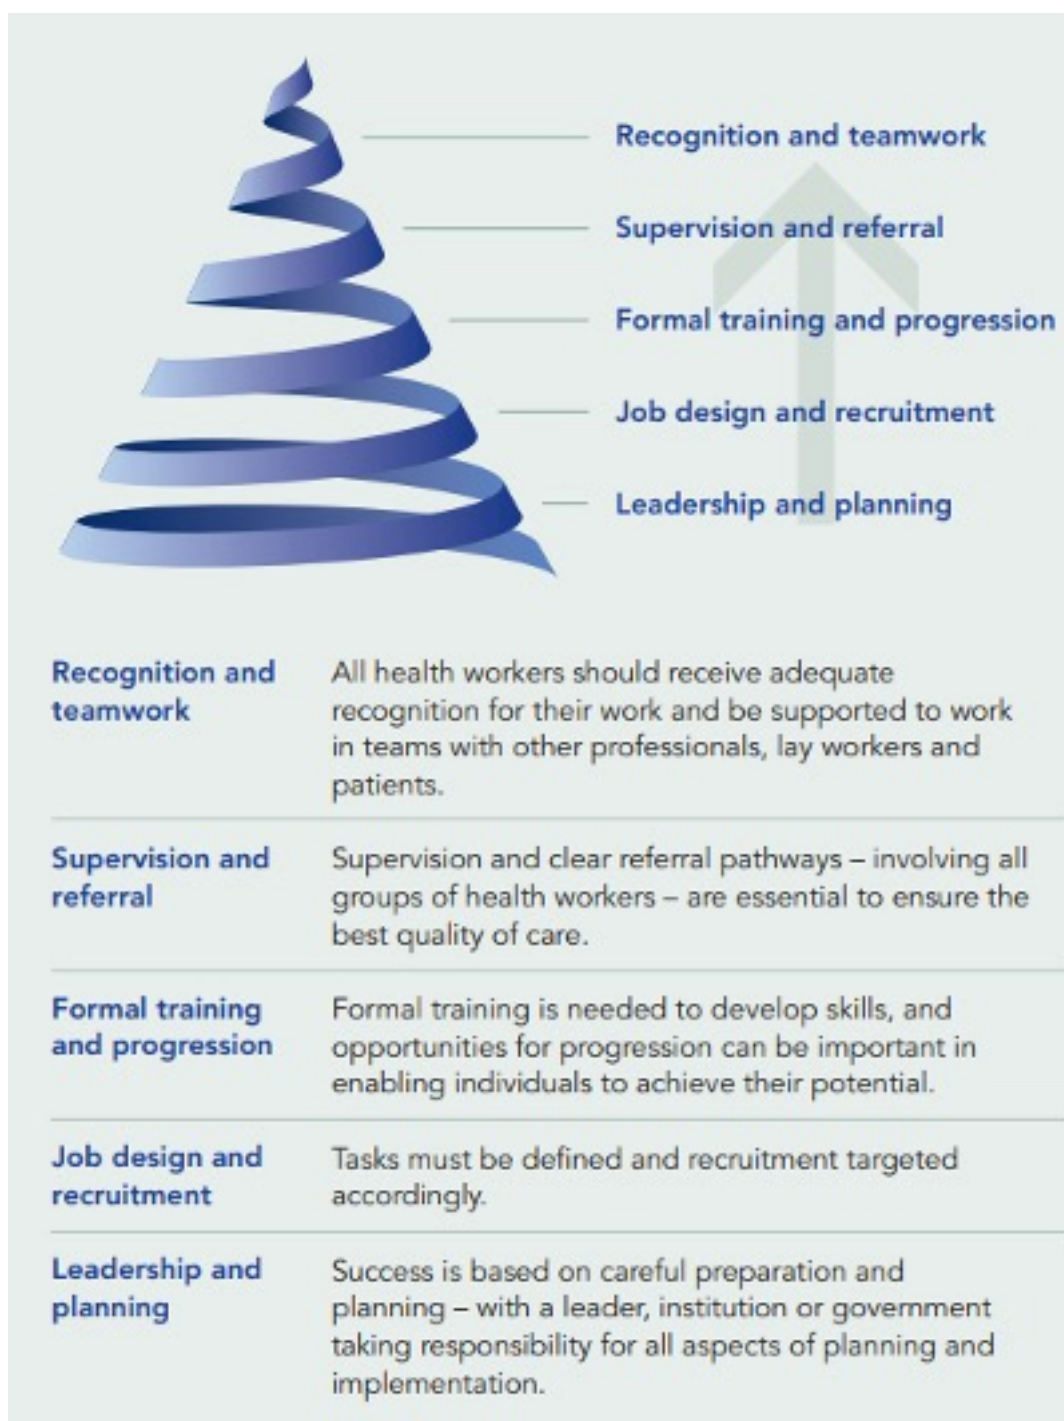 Recognition and teamwork
Supervision and referral
Formal training and progression
Job design and recruitment
Leadership and planning
Recognition and
teamwork
All health workers should receive adequate
recognition for their work and be supported to work
in teams with other professionals, lay workers and
patients.
Supervision and
referral
Supervision and clear referral pathways – involving all
groups of health workers – are essential to ensure the
best quality of care.
Formal training
and progression
Formal training is needed to develop skills, and
opportunities for progression can be important in
enabling individuals to achieve their potential.
Job design and
recruitment
Tasks must be defined and recruitment targeted
accordingly.
Leadership and
planning
Success is based on careful preparation and
planning – with a leader, institution or government
taking responsibility for all aspects of planning and
implementation.